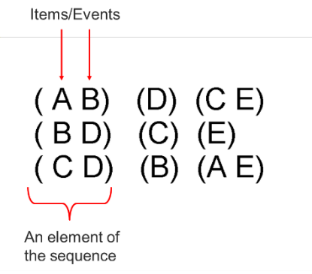 Items/Events
( A B) (D) (C E)
( B D) (C) (E)
( C D) (B) (A E)
An element of
the sequence